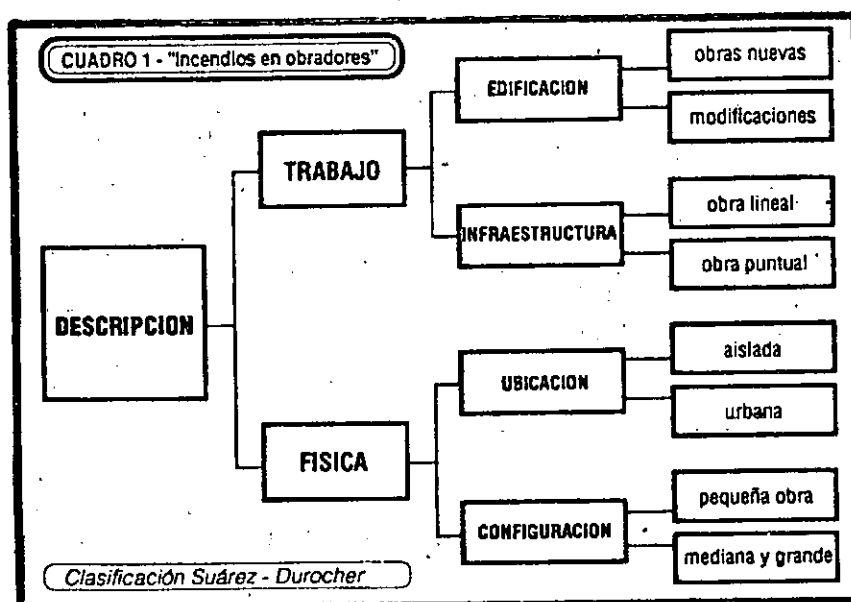 CUADRO 1 - "Incendios en obradores"
DESCRIPCION
TRABAJO
FISICA
EDIFICACION
INFRAESTRUCTURA
UBICACION
CONFIGURACION
obras nuevas
modificaciones
obra lineal
obra puntual
aislada
urbana
pequeña obra
mediana y grande
Clasificación Suárez - Durocher